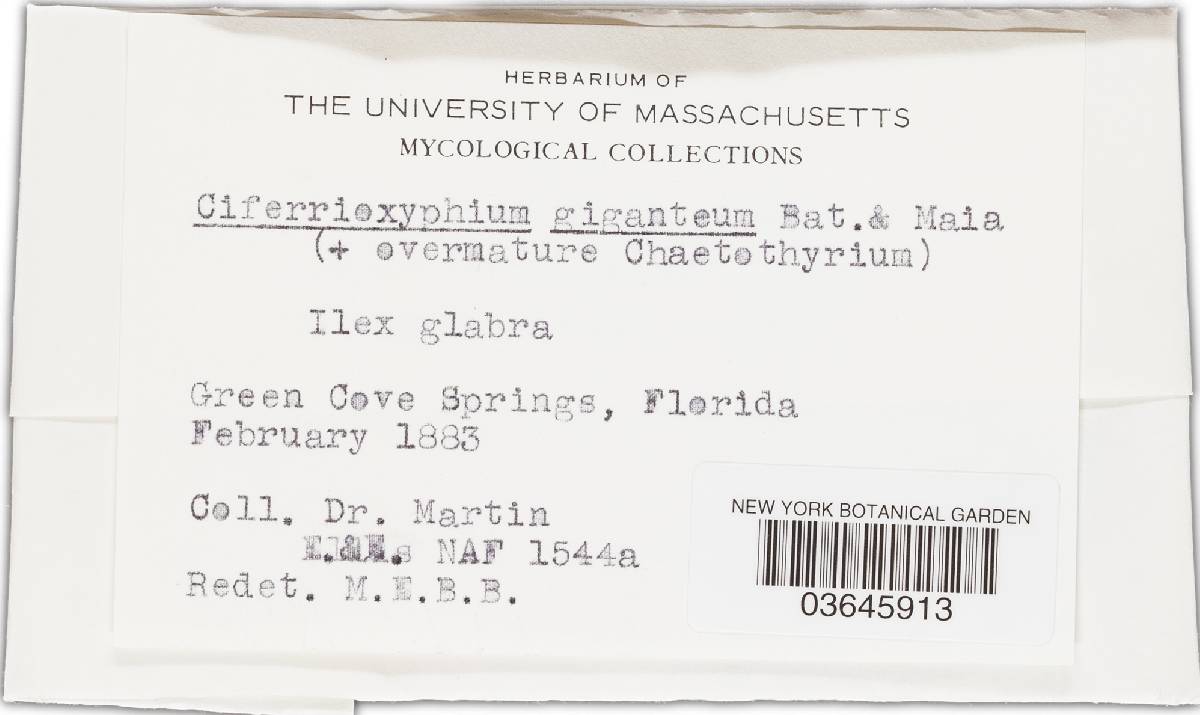 HERBARIUM OF
THE UNIVERSITY OF MASSACHUSETTS
MYCOLOGICAL COLLECTIONS
Ciferrioxyphium giganteum Bat.& Maia
(+ overmature Chaetothyrium)
Ilex glabra
Green Cove Springs, Florida
February 1883
Coll. Dr. Martin
NAF 1544a
Redet. M.E.B.B.
NEW YORK BOTANICAL GARDEN
03645913